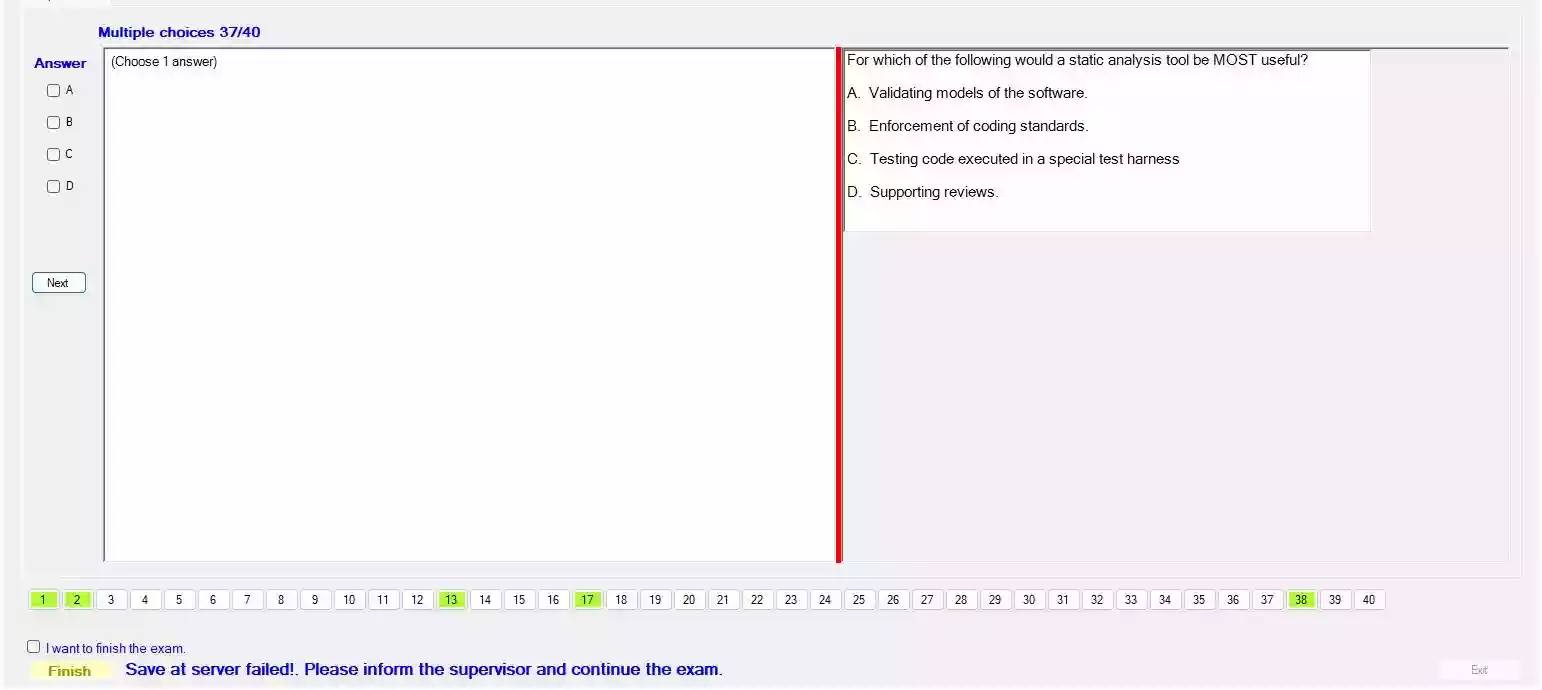 Multiple choices 37/40
Answer
(Choose 1 answer)
A
B
C
D
Next
For which of the following would a static analysis tool be MOST useful?
A. Validating models of the software.
B. Enforcement of coding standards.
C. Testing code executed in a special test harness
D. Supporting reviews.
1 2 3 4 5 6 7 8 9 10 11 12 13 14 15 16 17 18 19 20 21 22 23 24 25 26 27 28 29 30 31 32 33 34 35 36 37 38 39 40
I want to finish the exam.
Finish Save at server failed!. Please inform the supervisor and continue the exam.
Exit